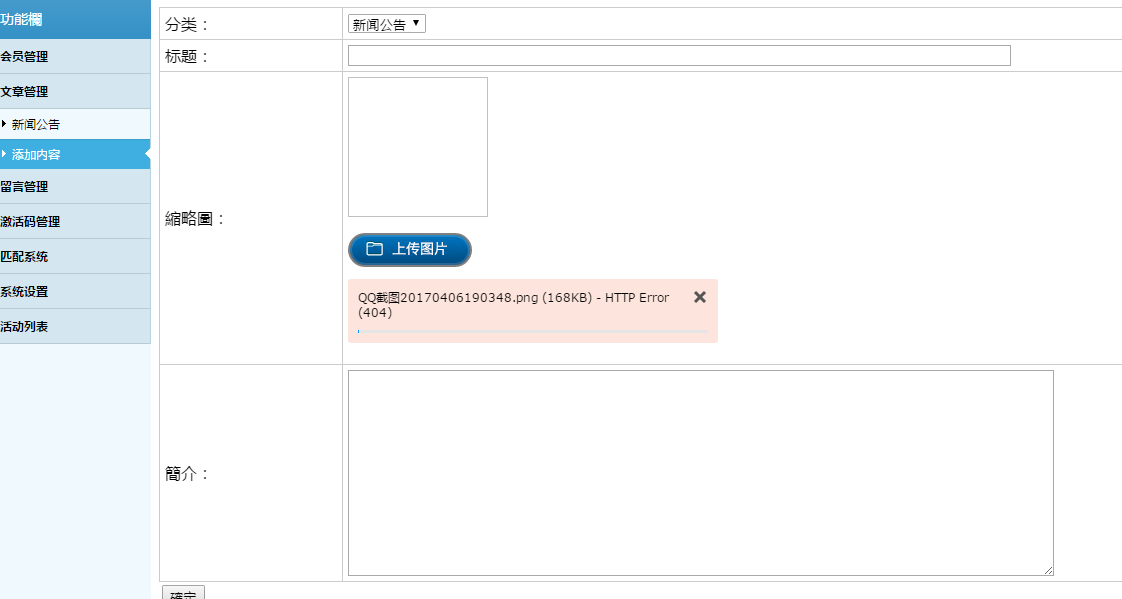 功能欄
会员管理
文章管理
新闻公告
添加内容
留言管理
激活码管理
匹配系统
系统设置
活动列表
分类：
新闻公告
标题：
縮略圖：
上传图片
QQ截图20170406190348.png (168KB) - HTTP Error
(404)
簡介：
確定